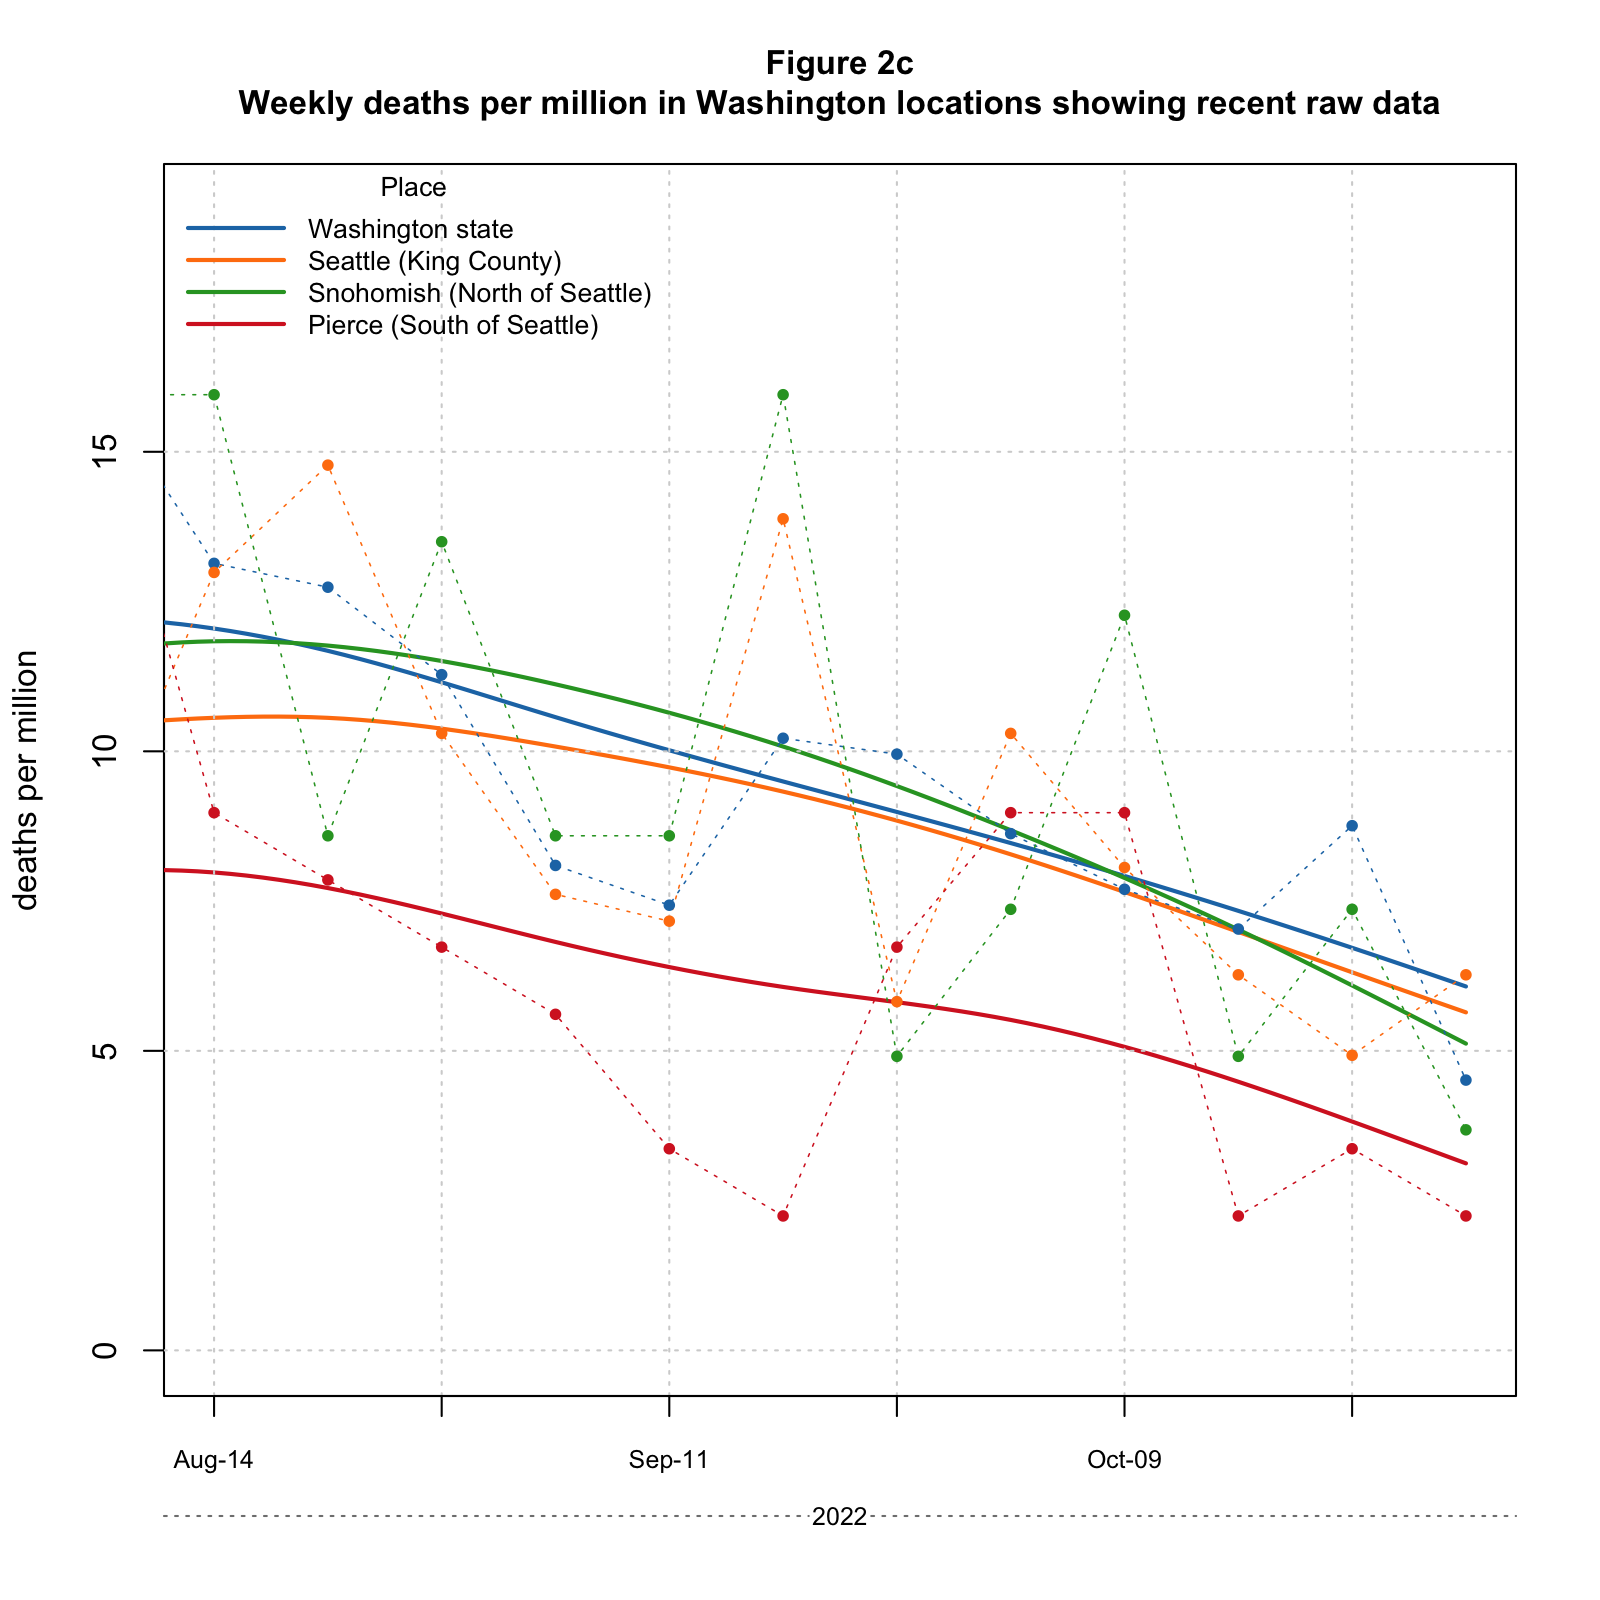 Figure 2c
Weekly deaths per million in Washington locations showing recent raw data
Place
Washington state
Seattle (King County)
Snohomish (North of Seattle)
Pierce (South of Seattle)
deaths per million
15
10
5
0
Aug-14
Sep-11
Oct-09
2022